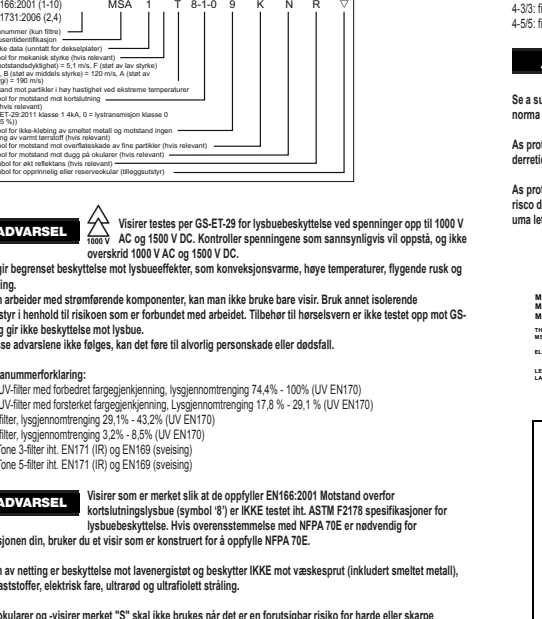 166:2001 (1-10) MSA 1 T 8-1-0 9 K N R ▽
1731:2006 (2,4)
nummer (kun filtre)
usentidentifikasjon
ke data (unntatt for dekselplater)
ol for mekanisk styrke (hvis relevant)
notstandsdyktighet) = 5,1 m/s, F (støt av lav styrke)
, B (støt av middels styrke) = 120 m/s, A (støt av
rgi) = 190 m/s)
tand mot partikler i høy hastighet ved ekstreme temperaturer
ol for motstand mot kortslutning
hvis relevant)
ET-29:2011 klasse 1 4kA, 0 = lystransmisjon klasse 0
5 %))
ol for ikke-klebing av smeltet metall og motstand ingen
ng av varmt tørrstoff (hvis relevant)
ol for motstand mot overflateskade av fine partikler (hvis relevant)
ol for motstand mot dugg på okularer (hvis relevant)
bol for økt reflektans (hvis relevant)
bol for opprinnelig eller reserveokular (tilleggsutstyr)
ADVARSEL
1000 V
Visirer testes per GS-ET-29 for lysbuebeskyttelse ved spenninger opp til 1000 V
AC og 1500 V DC. Kontroller spenningene som sannsynligvis vil oppstå, og ikke
overskrid 1000 V AC og 1500 V DC.
gir begrenset beskyttelse mot lysbueeffekter, som konveksjonsvarme, høye temperaturer, flygende rusk og
ing.
n arbeider med strømførende komponenter, kan man ikke bruke bare visir. Bruk annet isolerende
styr i henhold til risikoen som er forbundet med arbeidet. Tilbehør til hørselsvern er ikke testet opp mot GS-
g gir ikke beskyttelse mot lysbue.
se advarslene ikke følges, kan det føre til alvorlig personskade eller dødsfall.
anummerforklaring:
UV-filter med forbedret fargegjenkjenning, lysgjennomtrenging 74,4% - 100% (UV EN170)
UV-filter med forsterket fargegjenkjenning, Lysgjennomtrenging 17,8 % - 29,1 % (UV EN170)
filter, lysgjennomtrenging 29,1% - 43,2% (UV EN170)
filter, lysgjennomtrenging 3,2% - 8,5% (UV EN170)
Tone 3-filter iht. EN171 (IR) og EN169 (sveising)
Tone 5-filter iht. EN171 (IR) og EN169 (sveising)
ADVARSEL
Visirer som er merket slik at de oppfyller EN166:2001 Motstand overfor
kortslutningslysbue (symbol '8') er IKKE testet iht. ASTM F2178 spesifikasjoner for
lysbuebeskyttelse. Hvis overensstemmelse med NFPA 70E er nødvendig for
sjonen din, bruker du et visir som er konstruert for å oppfylle NFPA 70E.
n av netting er beskyttelse mot lavenergistøt og beskytter IKKE mot væskesprut (inkludert smeltet metall),
aststoffer, elektrisk fare, ultrarød og ultrafiolett stråling.
okularer og -visirer merket "S" skal ikke brukes når det er en forutsigbar risiko for harde eller skarpe
4-3/3: fi
4-5/5: fi
Se a su
norma
As prot
derretid
As prot
risco d
uma let
M
M
M
TH
MS
EL
LE
LA